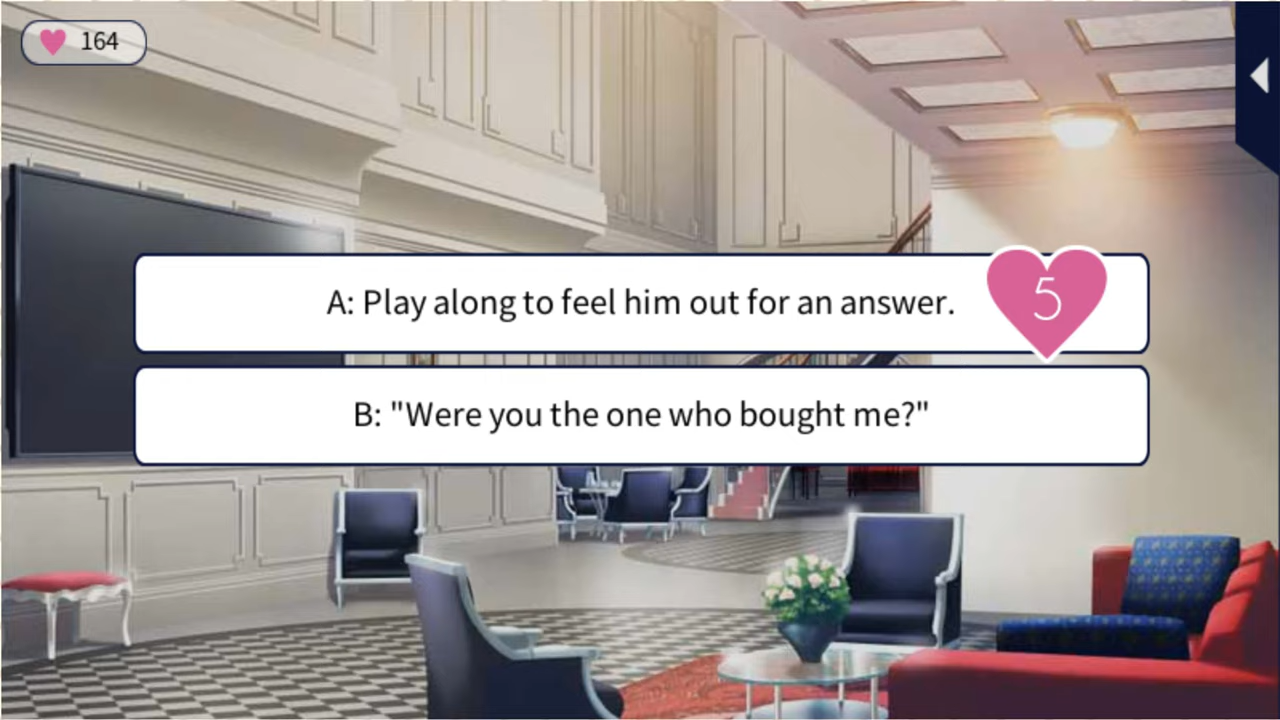 164
A: Play along to feel him out for an answer.
5
B: "Were you the one who bought me?"